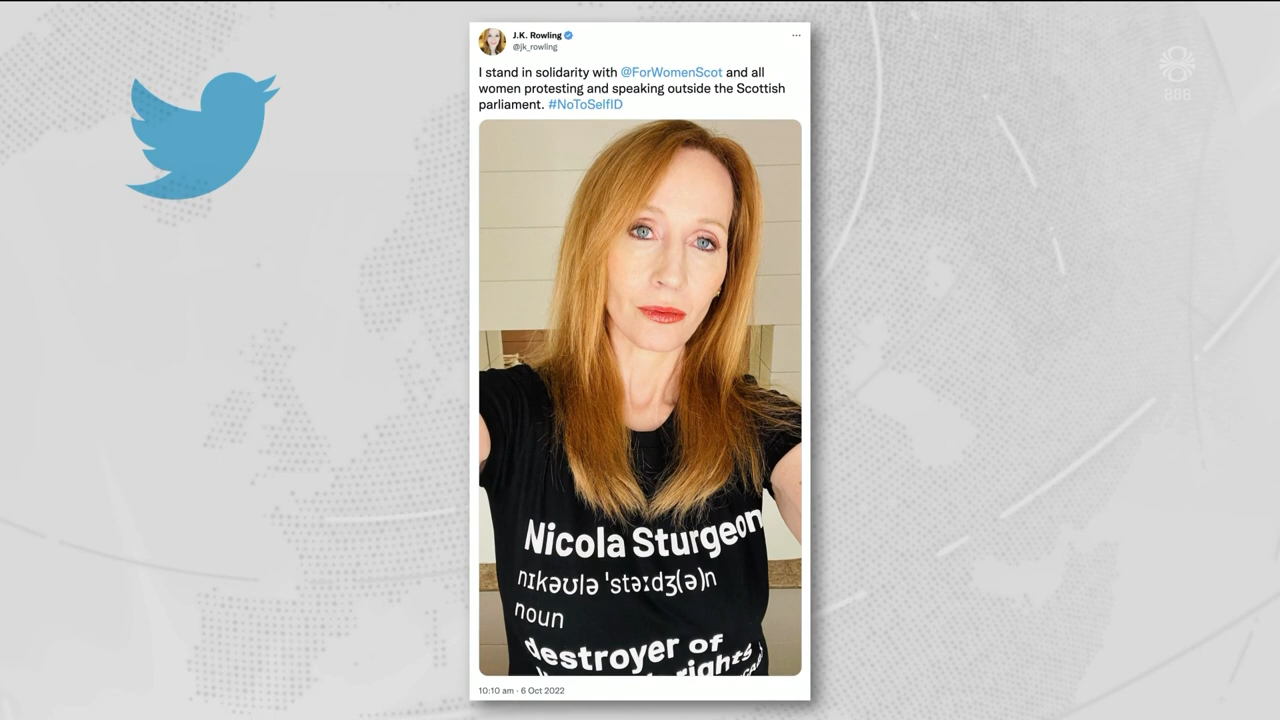 J.K. Rowling
@jk_rowling
I stand in solidarity with @ForWomenScot and all
women protesting and speaking outside the Scottish
parliament. #NoToSelfID
Nicola Sturgeon
nɪkəʊlə 'stəːdʒ(ə)n
noun
destroyer of
rights
10:10 am · 6 Oct 2022